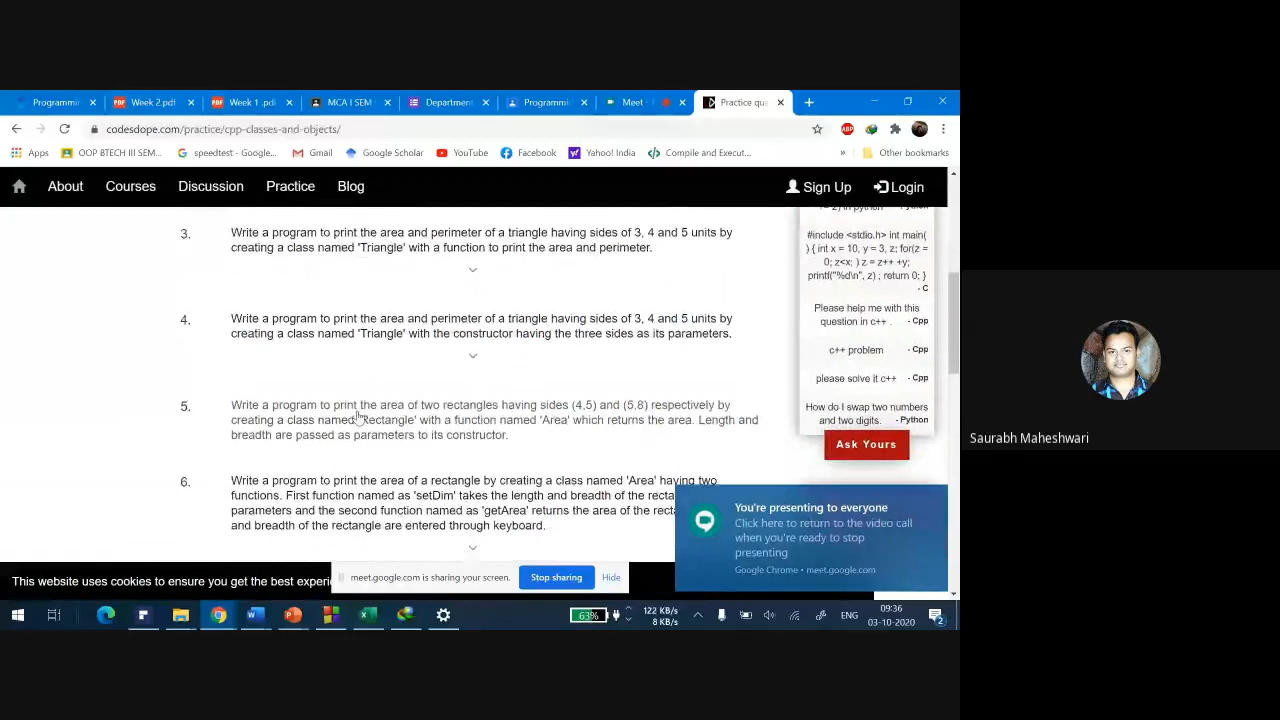 Programmin
Week 2.pdf
Week 1 .pdf
MCA I SEM
Department
Programmin
Meet -
Practice que
codesdope.com/practice/cpp-classes-and-objects/
ABP
Apps
OOP BTECH III SEM...
speedtest - Google...
Gmail
Google Scholar
YouTube
Facebook
Yahoo! India
Compile and Execut...
»
Other bookmarks
About
Courses
Discussion
Practice
Blog
Sign Up
Login
3. Write a program to print the area and perimeter of a triangle having sides of 3, 4 and 5 units by
creating a class named 'Triangle' with a function to print the area and perimeter.
4. Write a program to print the area and perimeter of a triangle having sides of 3, 4 and 5 units by
creating a class named 'Triangle' with the constructor having the three sides as its parameters.
5. Write a program to print the area of two rectangles having sides (4,5) and (5,8) respectively by
creating a class named 'Rectangle' with a function named 'Area' which returns the area. Length and
breadth are passed as parameters to its constructor.
6. Write a program to print the area of a rectangle by creating a class named 'Area' having two
functions. First function named as 'setDim' takes the length and breadth of the recta
parameters and the second function named as 'getArea' returns the area of the recta
and breadth of the rectangle are entered through keyboard.
#include <stdio.h> int main(
) { int x = 10, y = 3, z; for(z =
0; z<x; ) z = z++ +y;
printf("%d\n", z) ; return 0; }
- C
Please help me with this
question in c++ . - Cpp
c++ problem - Cpp
please solve it c++ - Cpp
How do I swap two numbers
and two digits. - Python
Ask Yours
You're presenting to everyone
Click here to return to the video call
when you're ready to stop
presenting
Google Chrome • meet.google.com
This website uses cookies to ensure you get the best experie
meet.google.com is sharing your screen.
Stop sharing
Hide
63%
122 KB/s
8 KB/s
ENG
09:36
03-10-2020
2
Saurabh Maheshwari